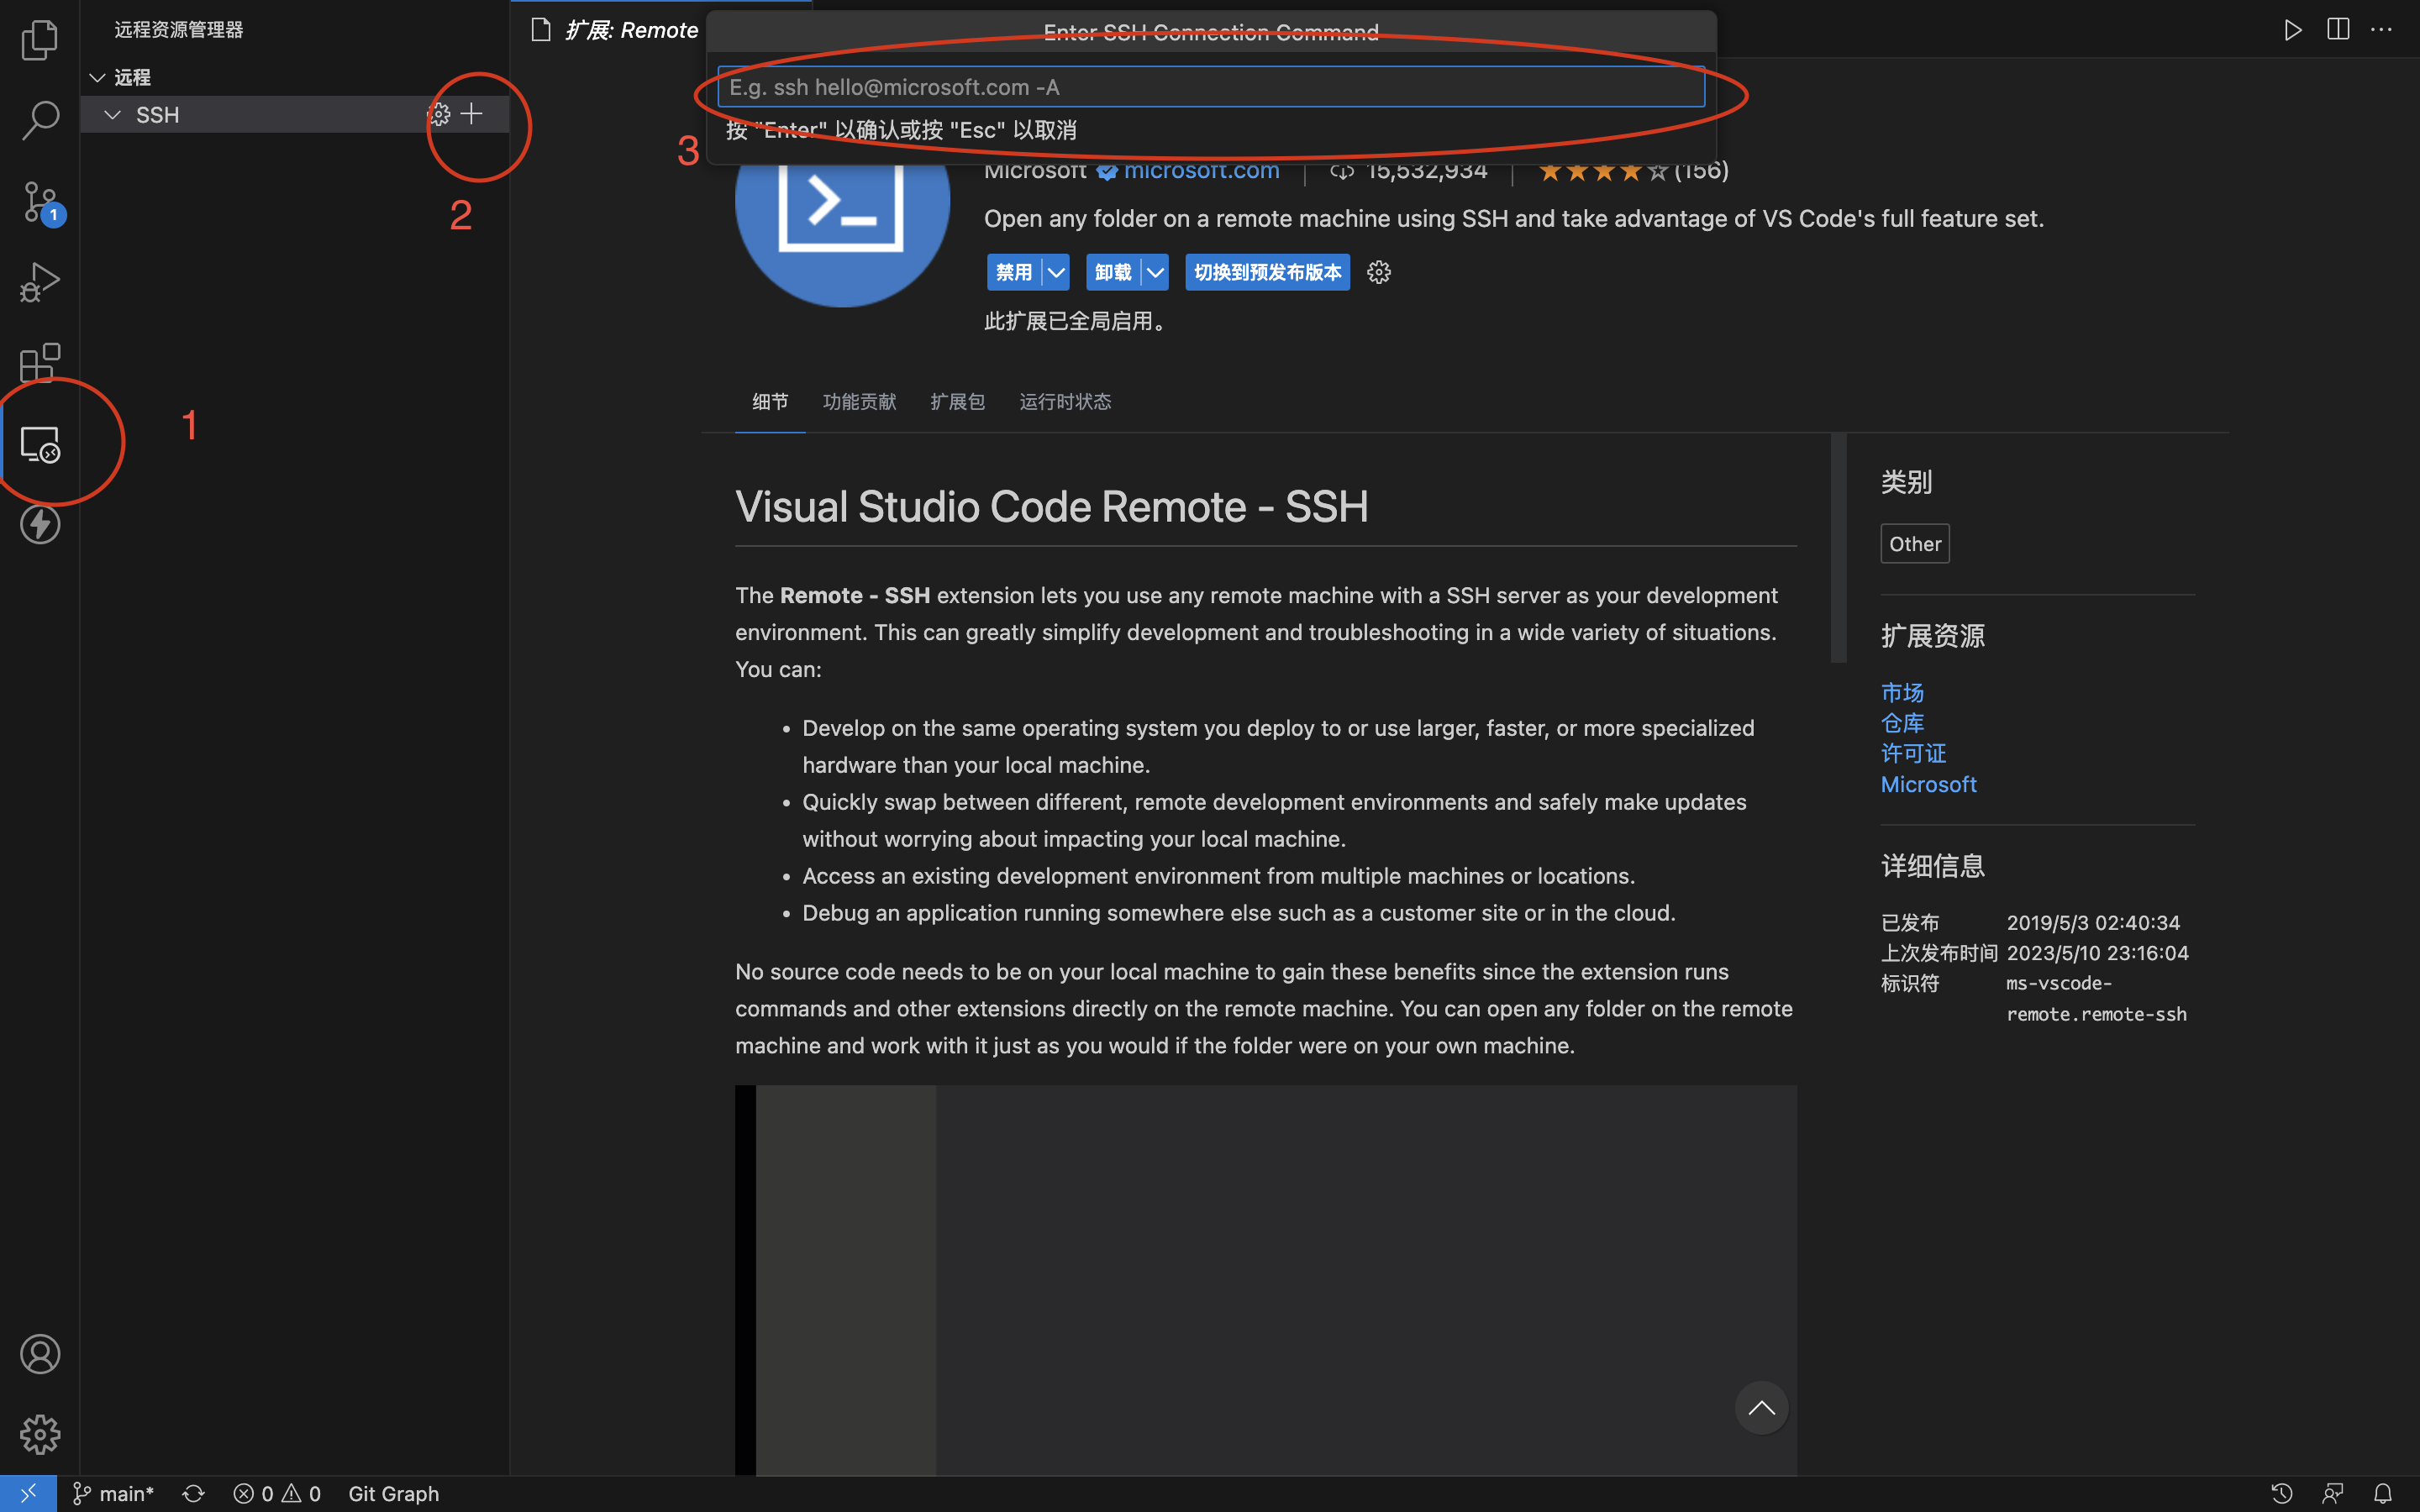 远程资源管理器
远程
SSH
1
2
3
扩展: Remote
Enter SSH Connection Command
E.g. ssh hello@microsoft.com -A
按 "Enter" 以确认或按 "Esc" 以取消
Microsoft microsoft.com 15,532,934 (156)
Open any folder on a remote machine using SSH and take advantage of VS Code's full feature set.
禁用 卸载 切换到预发布版本
此扩展已全局启用。
细节 功能贡献 扩展包 运行时状态
Visual Studio Code Remote - SSH
The Remote - SSH extension lets you use any remote machine with a SSH server as your development
environment. This can greatly simplify development and troubleshooting in a wide variety of situations.
You can:
• Develop on the same operating system you deploy to or use larger, faster, or more specialized
hardware than your local machine.
• Quickly swap between different, remote development environments and safely make updates
without worrying about impacting your local machine.
• Access an existing development environment from multiple machines or locations.
• Debug an application running somewhere else such as a customer site or in the cloud.
No source code needs to be on your local machine to gain these benefits since the extension runs
commands and other extensions directly on the remote machine. You can open any folder on the remote
machine and work with it just as you would if the folder were on your own machine.
类别
Other
扩展资源
市场
仓库
许可证
Microsoft
详细信息
已发布 2019/5/3 02:40:34
上次发布时间 2023/5/10 23:16:04
标识符 ms-vscode-
remote.remote-ssh
1
main* 0 0 Git Graph